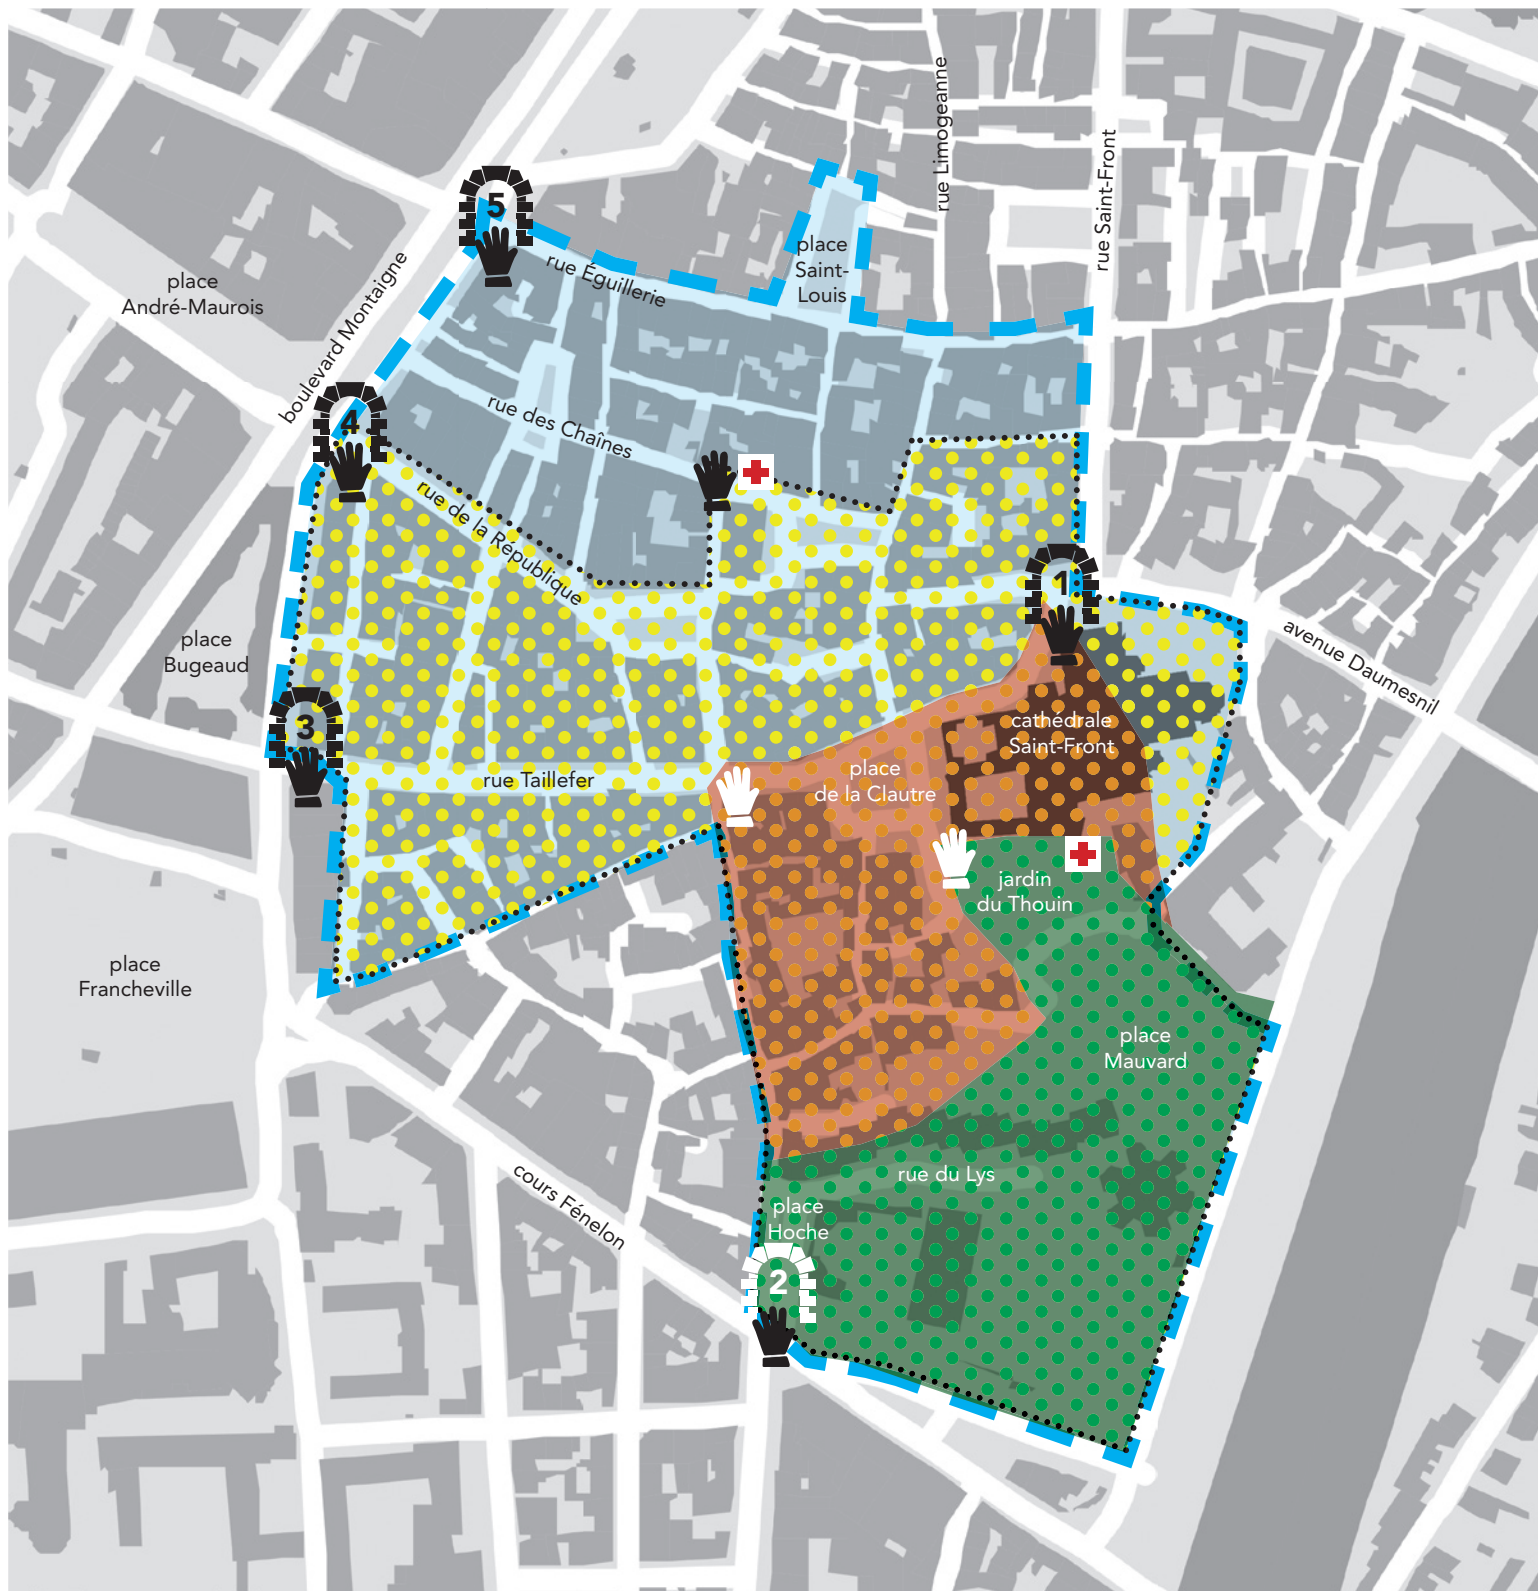 rue Limogeanne
rue Saint-Front
5
place
Saint-
Louis
rue Éguillerie
place
André-Maurois
boulevard Montaigne
4
rue des Chaînes
rue de la République
1
avenue Daumesnil
place
Bugeaud
3
cathédrale
Saint-Front
rue Taillefer
place
de la Clautre
jardin
du Thouin
place
Francheville
place
Mauvard
rue du Lys
cours Fénelon
place
Hoche
2